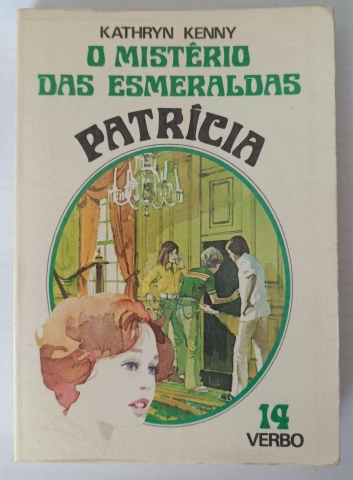 KATHRYN KENNY
O MISTÉRIO
DAS ESMERALDAS
PATRÍCIA
14
VERBO